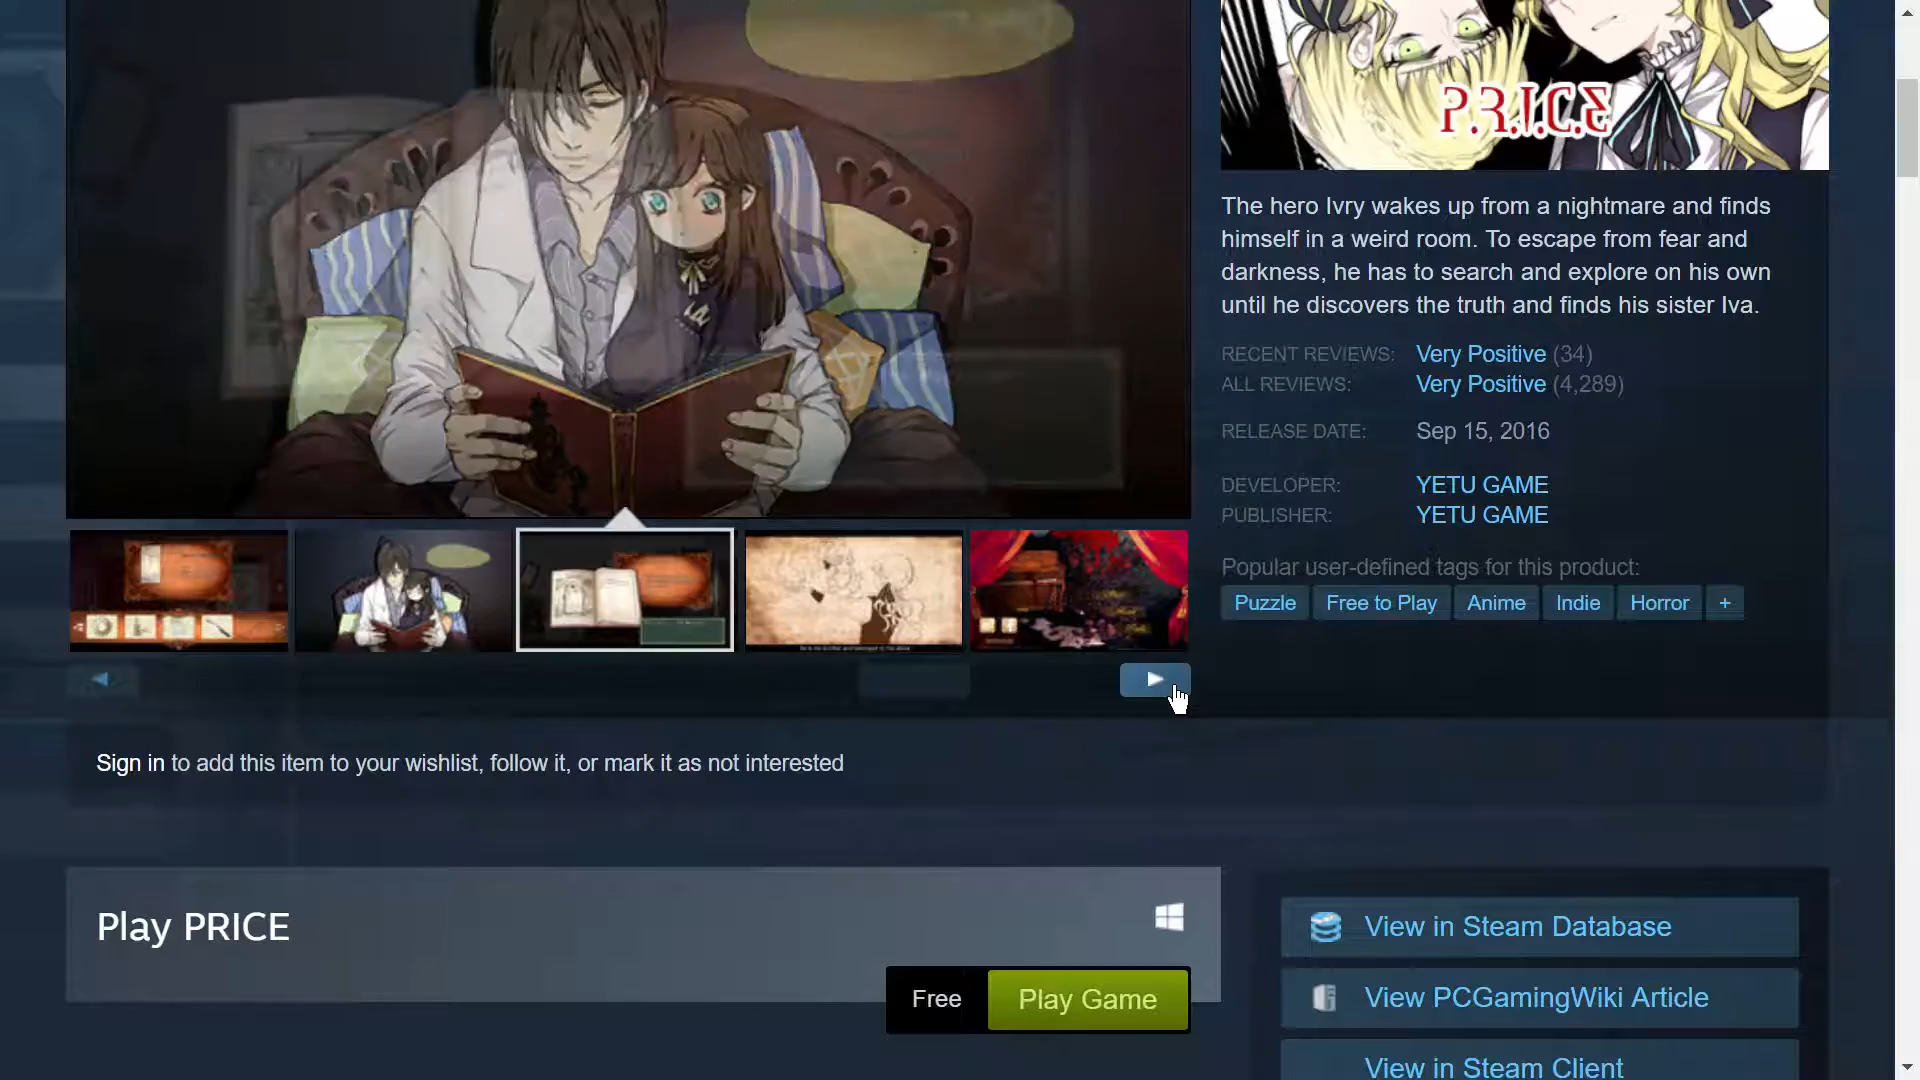 P.R.I.C.E
The hero Ivry wakes up from a nightmare and finds
himself in a weird room. To escape from fear and
darkness, he has to search and explore on his own
until he discovers the truth and finds his sister Iva.
RECENT REVIEWS: Very Positive (34)
ALL REVIEWS: Very Positive (4,289)
RELEASE DATE: Sep 15, 2016
DEVELOPER: YETU GAME
PUBLISHER: YETU GAME
Popular user-defined tags for this product:
Puzzle Free to Play Anime Indie Horror +
Sign in to add this item to your wishlist, follow it, or mark it as not interested
Play PRICE
Free Play Game
View in Steam Database
View PCGamingWiki Article
View in Steam Client